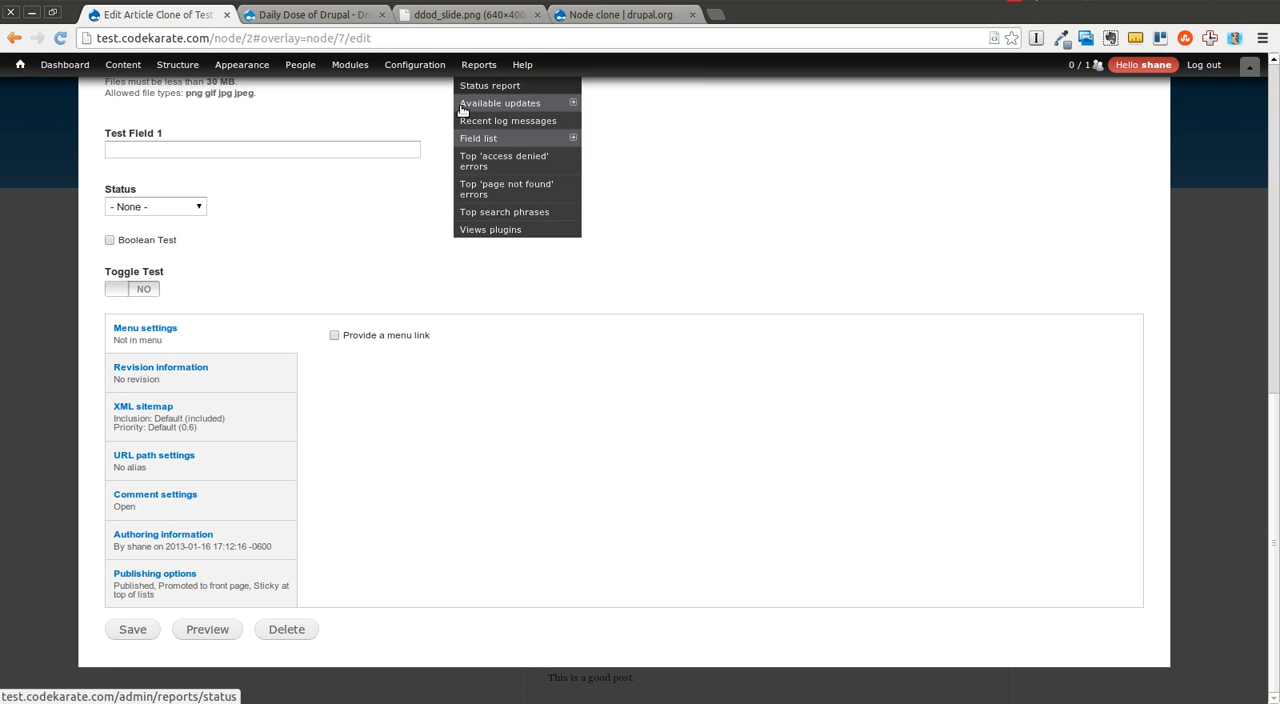 Edit Article Clone of Test
Daily Dose of Drupal - Dr
ddod_slide.png (640×400
Node clone | drupal.org
test.codekarate.com/node/2#overlay=node/7/edit
Dashboard Content Structure Appearance People Modules Configuration Reports Help 0 / 1 Hello shane Log out
Files must be less than 30 MB.
Allowed file types: png gif jpg jpeg.
Status report
Available updates
Recent log messages
Field list
Top 'access denied'
errors
Top 'page not found'
errors
Top search phrases
Views plugins
Test Field 1
Status
- None -
Boolean Test
Toggle Test
NO
Menu settings
Not in menu
Provide a menu link
Revision information
No revision
XML sitemap
Inclusion: Default (included)
Priority: Default (0.6)
URL path settings
No alias
Comment settings
Open
Authoring information
By shane on 2013-01-16 17:12:16 -0600
Publishing options
Published, Promoted to front page, Sticky at
top of lists
Save Preview Delete
This is a good post.
test.codekarate.com/admin/reports/status